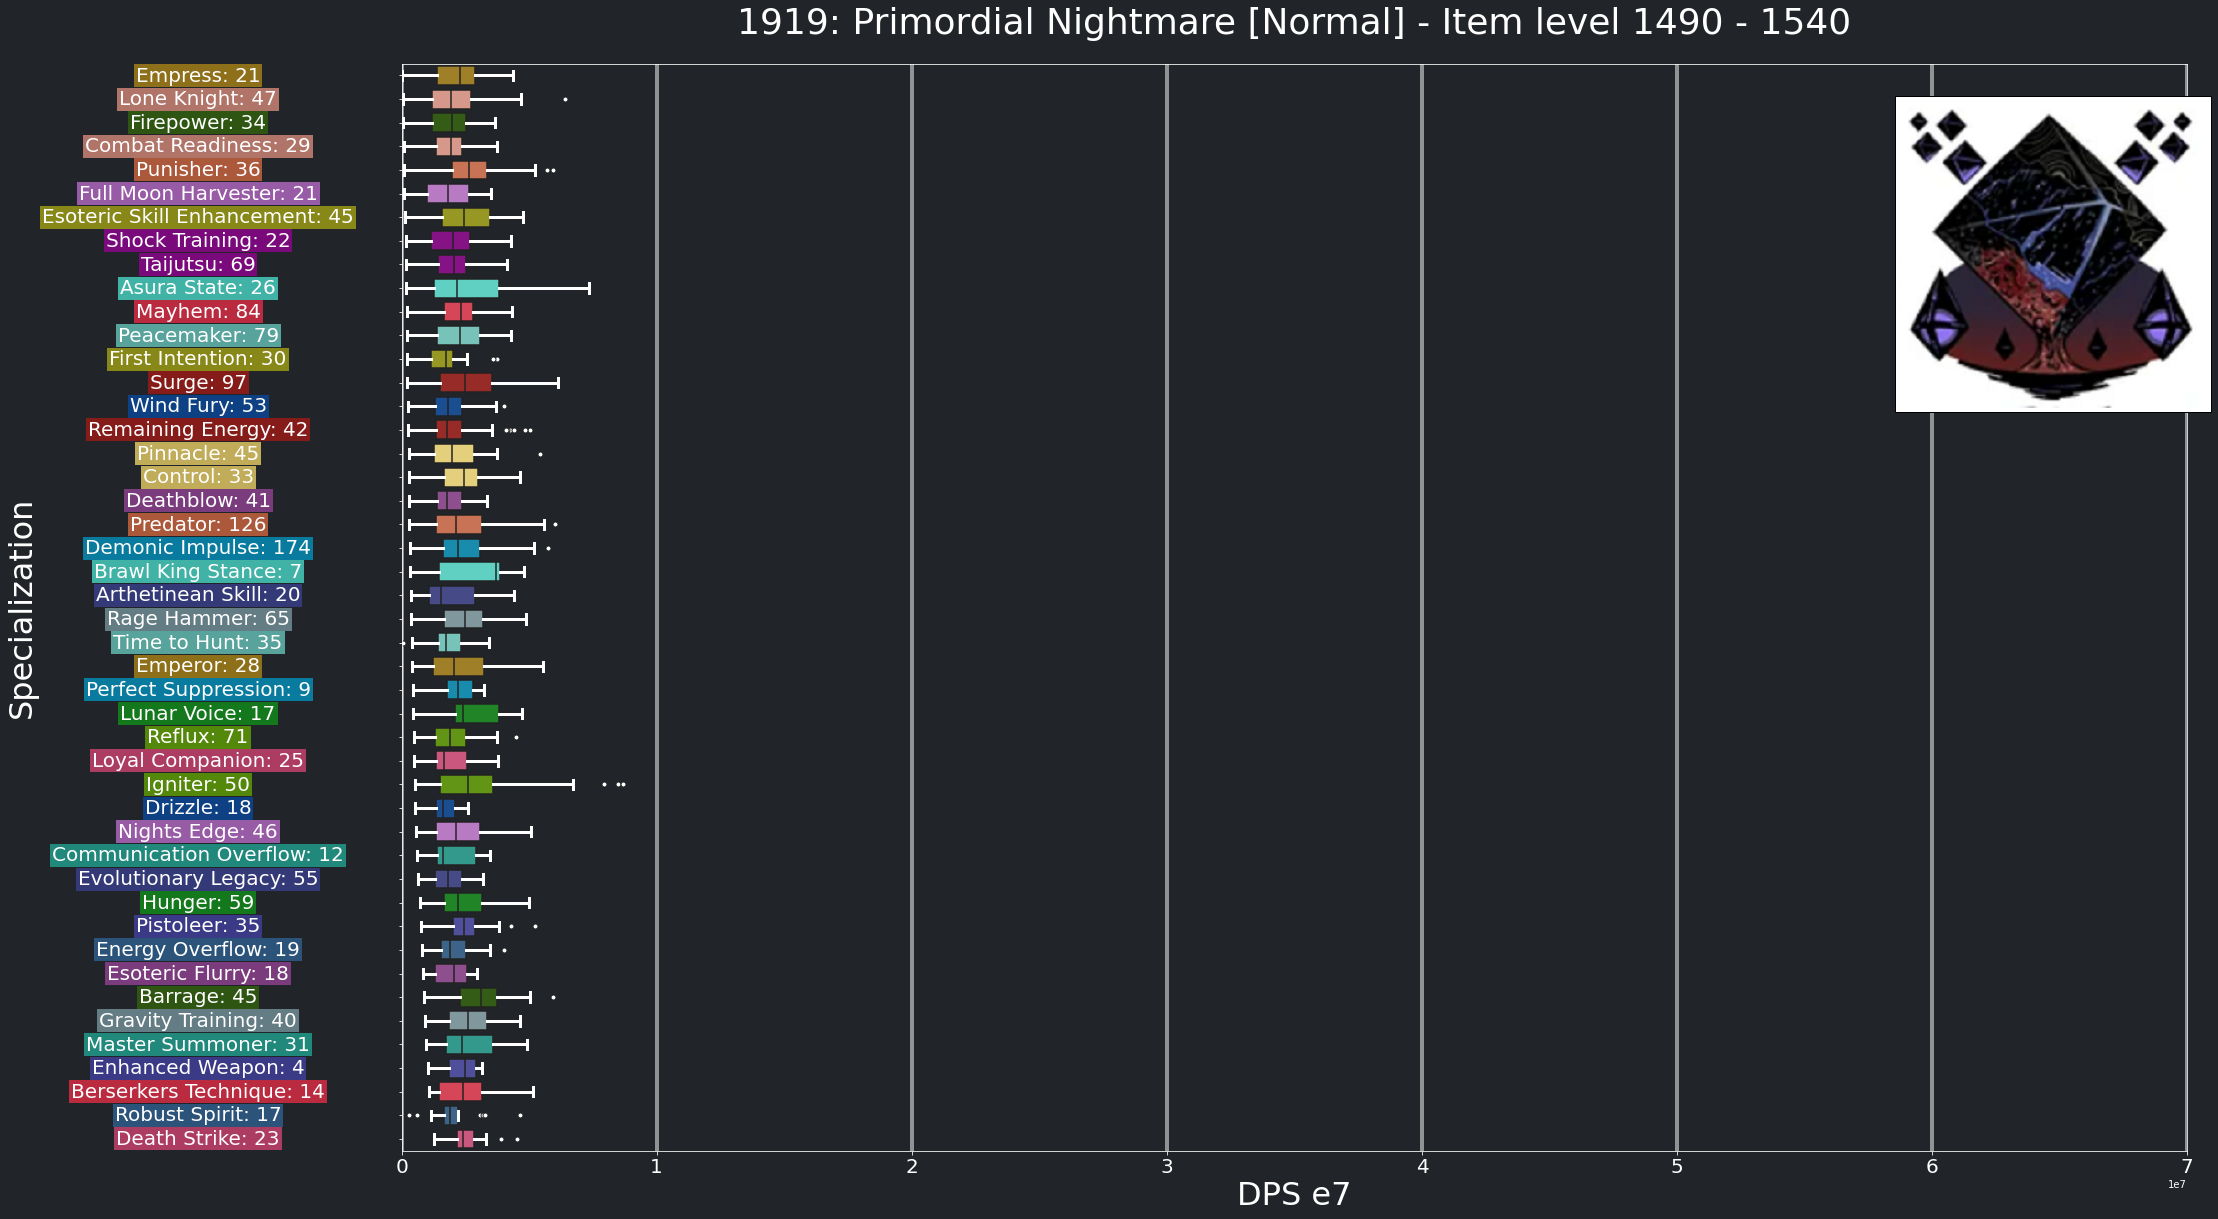 1919: Primordial Nightmare [Normal] - Item level 1490 - 1540
Empress: 21
Lone Knight: 47
Firepower: 34
Combat Readiness: 29
Punisher: 36
Full Moon Harvester: 21
Esoteric Skill Enhancement: 45
Shock Training: 22
Taijutsu: 69
Asura State: 26
Mayhem: 84
Peacemaker: 79
First Intention: 30
Surge: 97
Wind Fury: 53
Remaining Energy: 42
Pinnacle: 45
Control: 33
Deathblow: 41
Predator: 126
Demonic Impulse: 174
Brawl King Stance: 7
Arthetinean Skill: 20
Rage Hammer: 65
Time to Hunt: 35
Emperor: 28
Perfect Suppression: 9
Lunar Voice: 17
Reflux: 71
Loyal Companion: 25
Igniter: 50
Drizzle: 18
Nights Edge: 46
Communication Overflow: 12
Evolutionary Legacy: 55
Hunger: 59
Pistoleer: 35
Energy Overflow: 19
Esoteric Flurry: 18
Barrage: 45
Gravity Training: 40
Master Summoner: 31
Enhanced Weapon: 4
Berserkers Technique: 14
Robust Spirit: 17
Death Strike: 23
Specialization
0 1 2 3 4 5 6 7
1e7
DPS e7